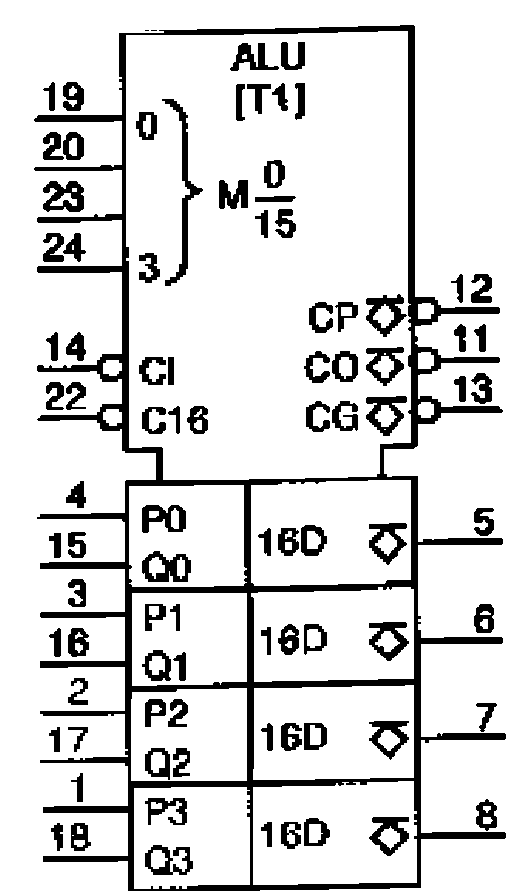 ALU
[T1]
19
0
20
M 0/15
23
24
3
CP 12
14 CI CO 11
22 C16 CG 13
4 P0 16D 5
15 Q0
3 P1 16D 6
16 Q1
2 P2 16D 7
17 Q2
1 P3 16D 8
18 Q3